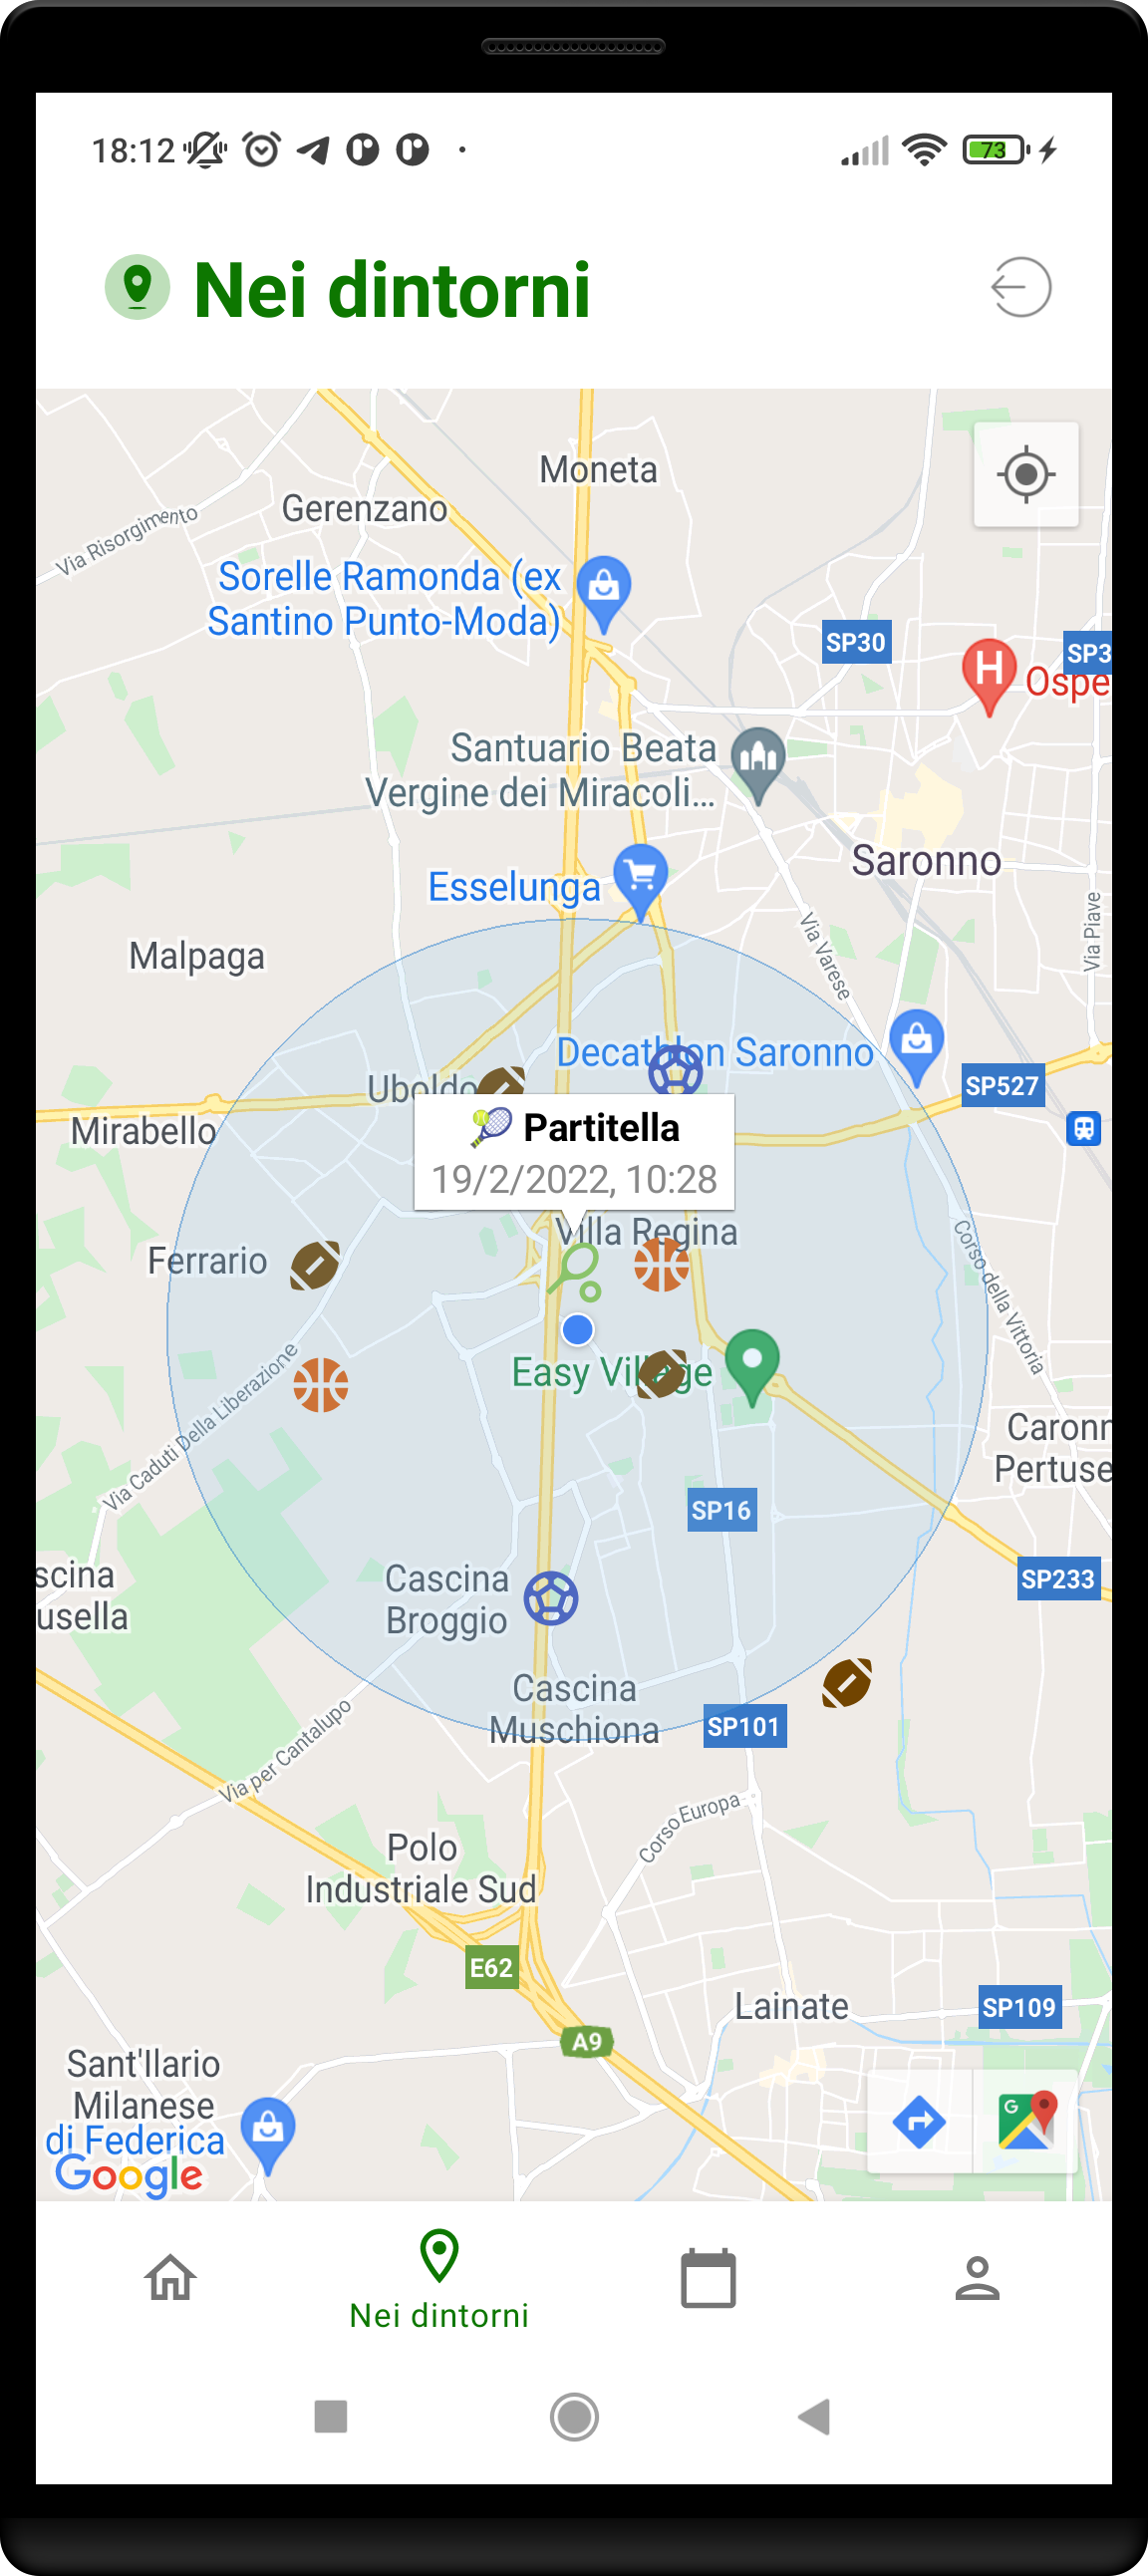 18:12
73
Nei dintorni
Moneta
Gerenzano
Via Risorgimento
Sorelle Ramonda (ex
Santino Punto-Moda)
SP30
SP3
H
Ospe
Santuario Beata
Vergine dei Miracoli...
Saronno
Esselunga
Via Piave
Via Varese
Malpaga
Decathlon Saronno
SP527
Uboldo
Mirabello
Partitella
19/2/2022, 10:28
Villa Regina
Ferrario
Corso della Vittoria
Easy Village
Via Caduti Della Liberazione
Caronn
Pertuse
SP16
scina
usella
Cascina
Broggio
SP233
Cascina
Muschiona
SP101
Via per Cantalupo
Corso Europa
Polo
Industriale Sud
E62
Lainate
SP109
A9
Sant'Ilario
Milanese
di Federica
Google
G
Nei dintorni